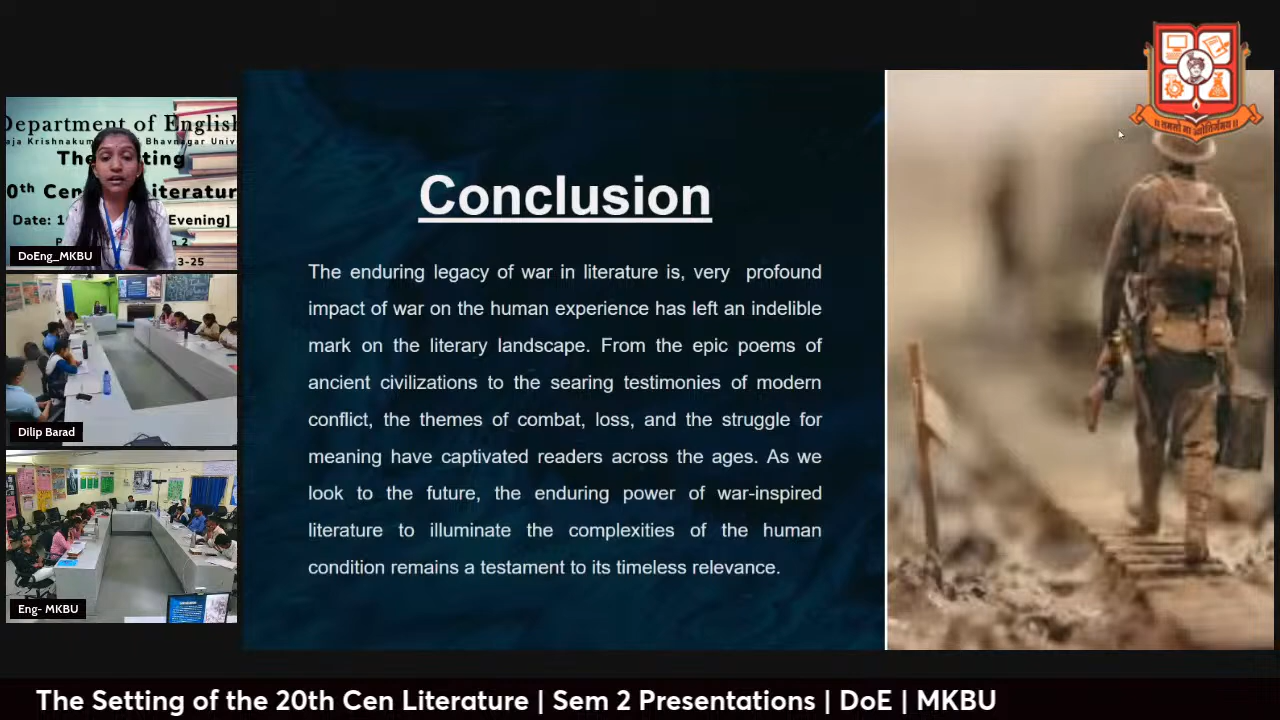 Department of English
The
0th Cen
Date: 1
Evening]
3-25
DoEng_MKBU
Dilip Barad
Eng- MKBU
Conclusion
The enduring legacy of war in literature is, very profound
impact of war on the human experience has left an indelible
mark on the literary landscape. From the epic poems of
ancient civilizations to the searing testimonies of modern
conflict, the themes of combat, loss, and the struggle for
meaning have captivated readers across the ages. As we
look to the future, the enduring power of war-inspired
literature to illuminate the complexities of the human
condition remains a testament to its timeless relevance.
॥ तमसो मा ज्योतिर्गमय ॥
The Setting of the 20th Cen Literature | Sem 2 Presentations | DoE | MKBU